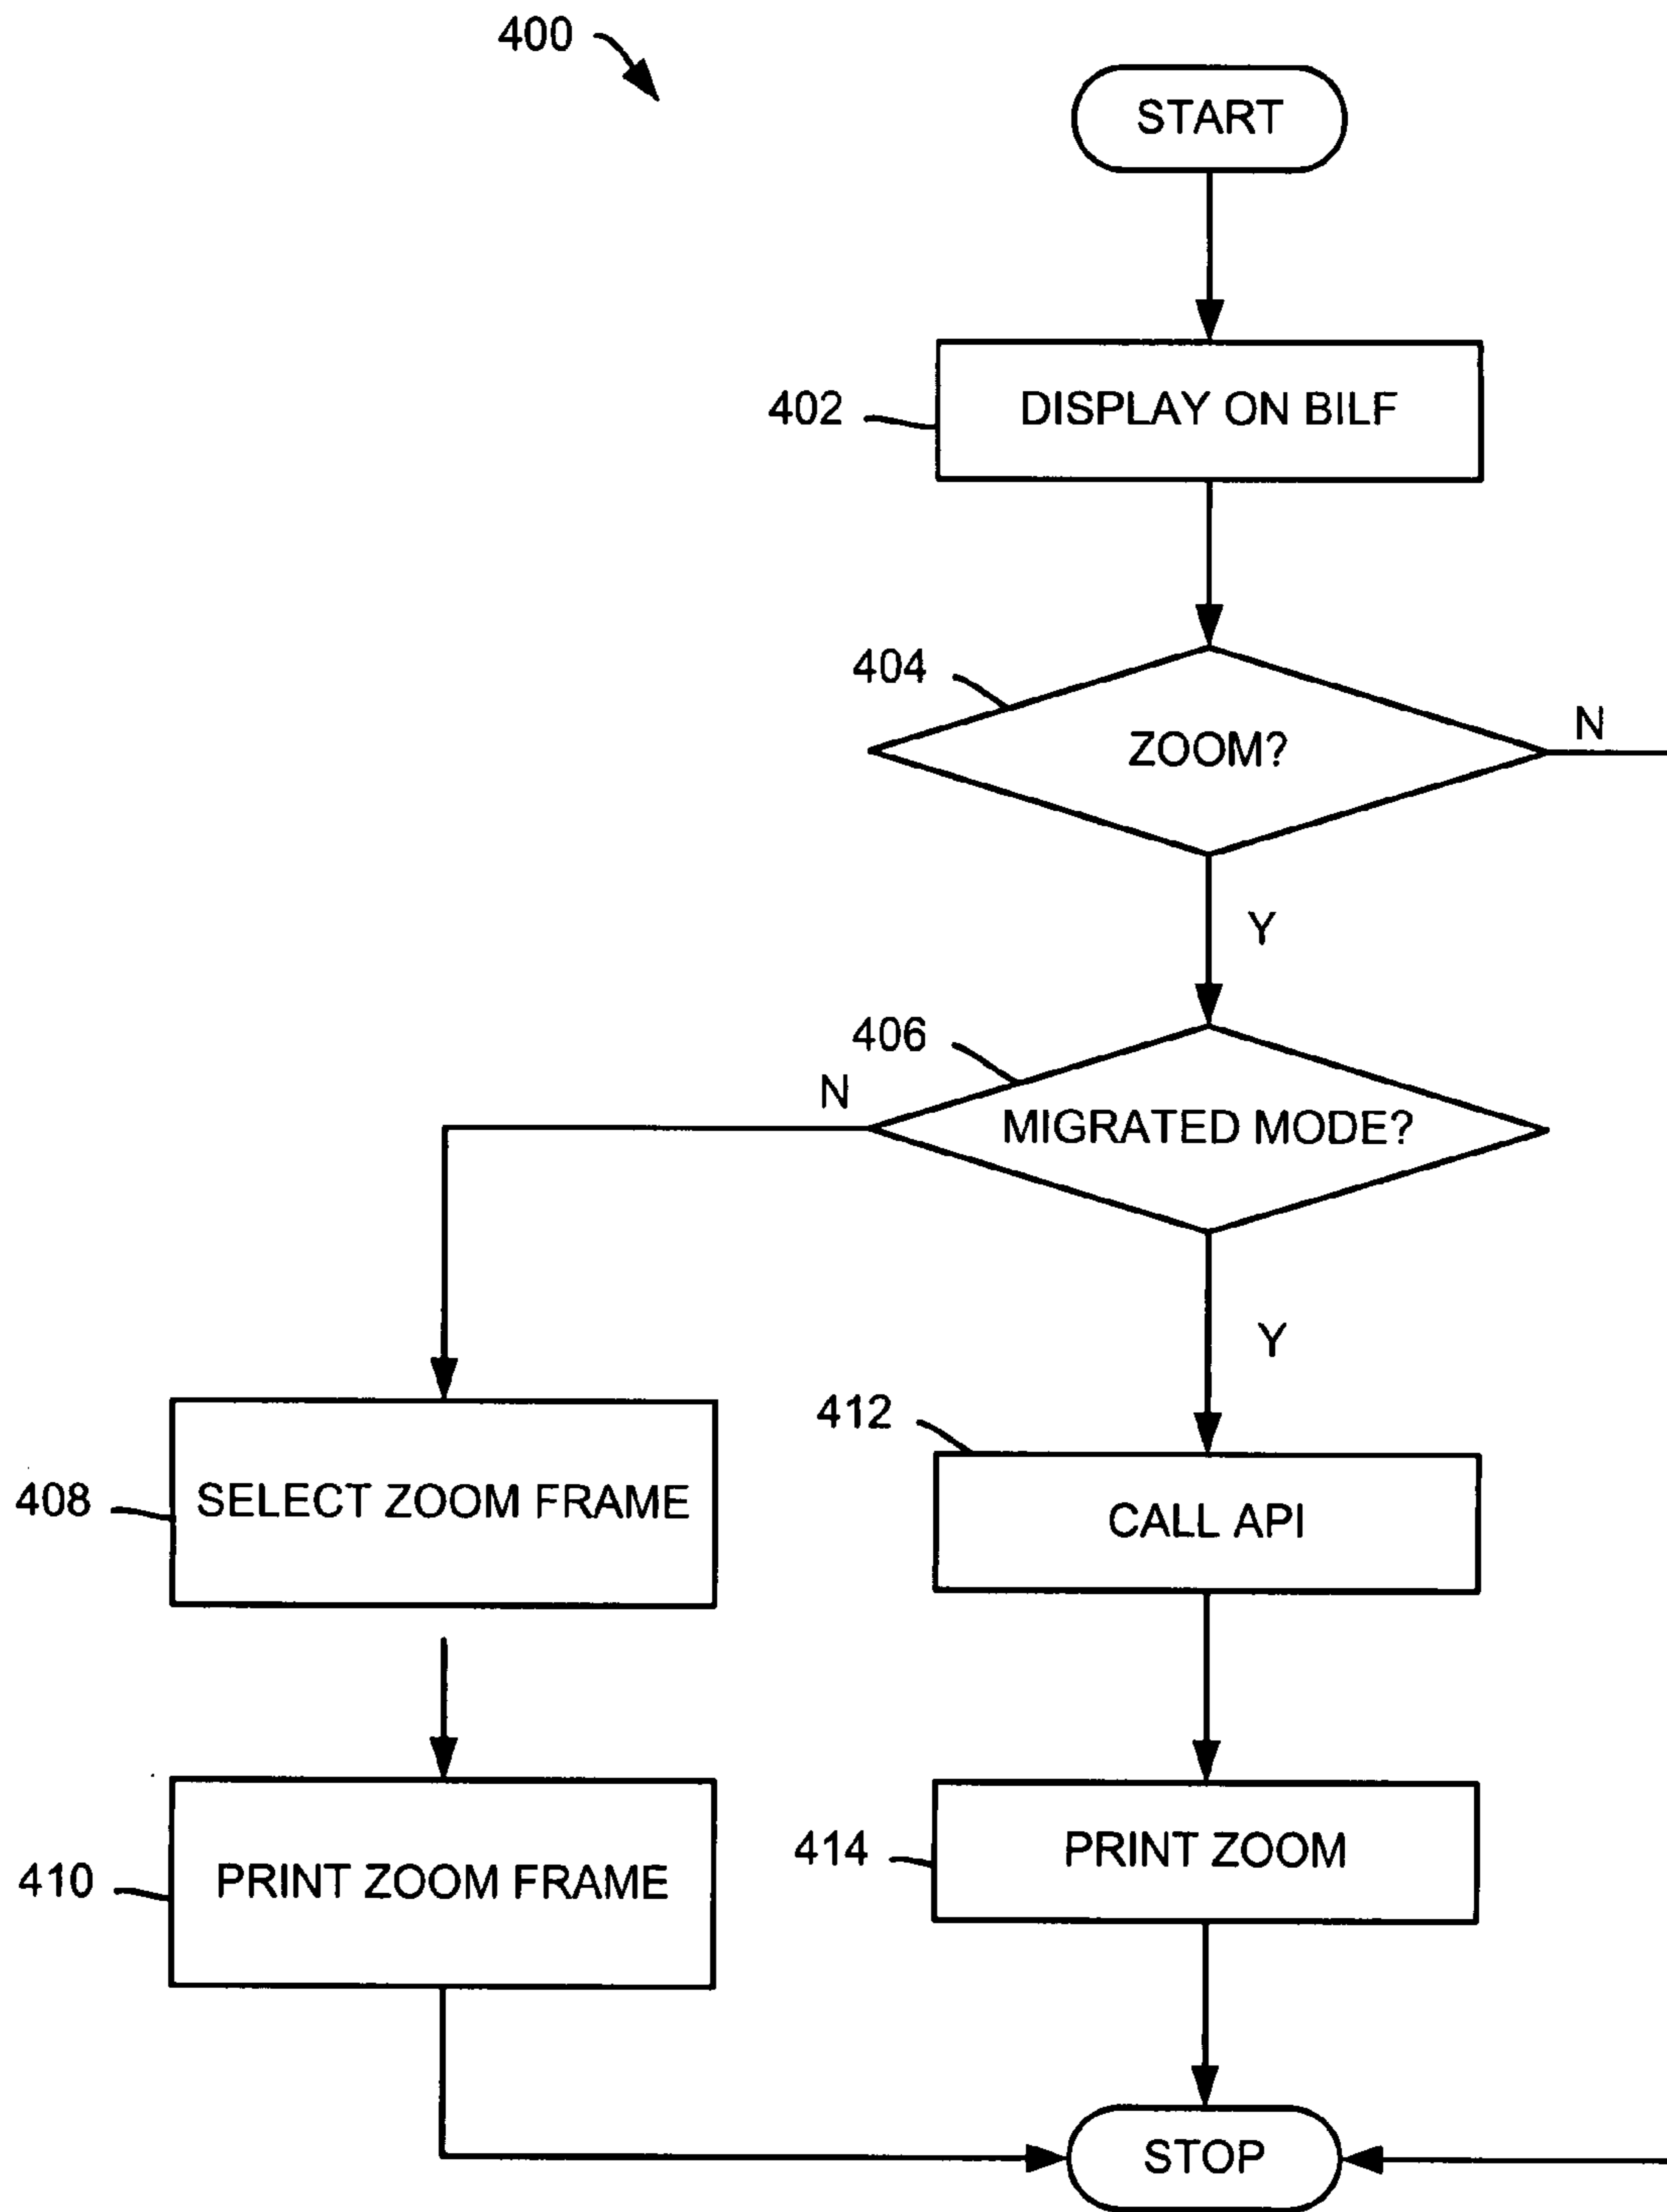 400
START
402
DISPLAY ON BILF
404
ZOOM?
N
Y
406
N
MIGRATED MODE?
Y
412
408
SELECT ZOOM FRAME
CALL API
414
PRINT ZOOM
410
PRINT ZOOM FRAME
STOP